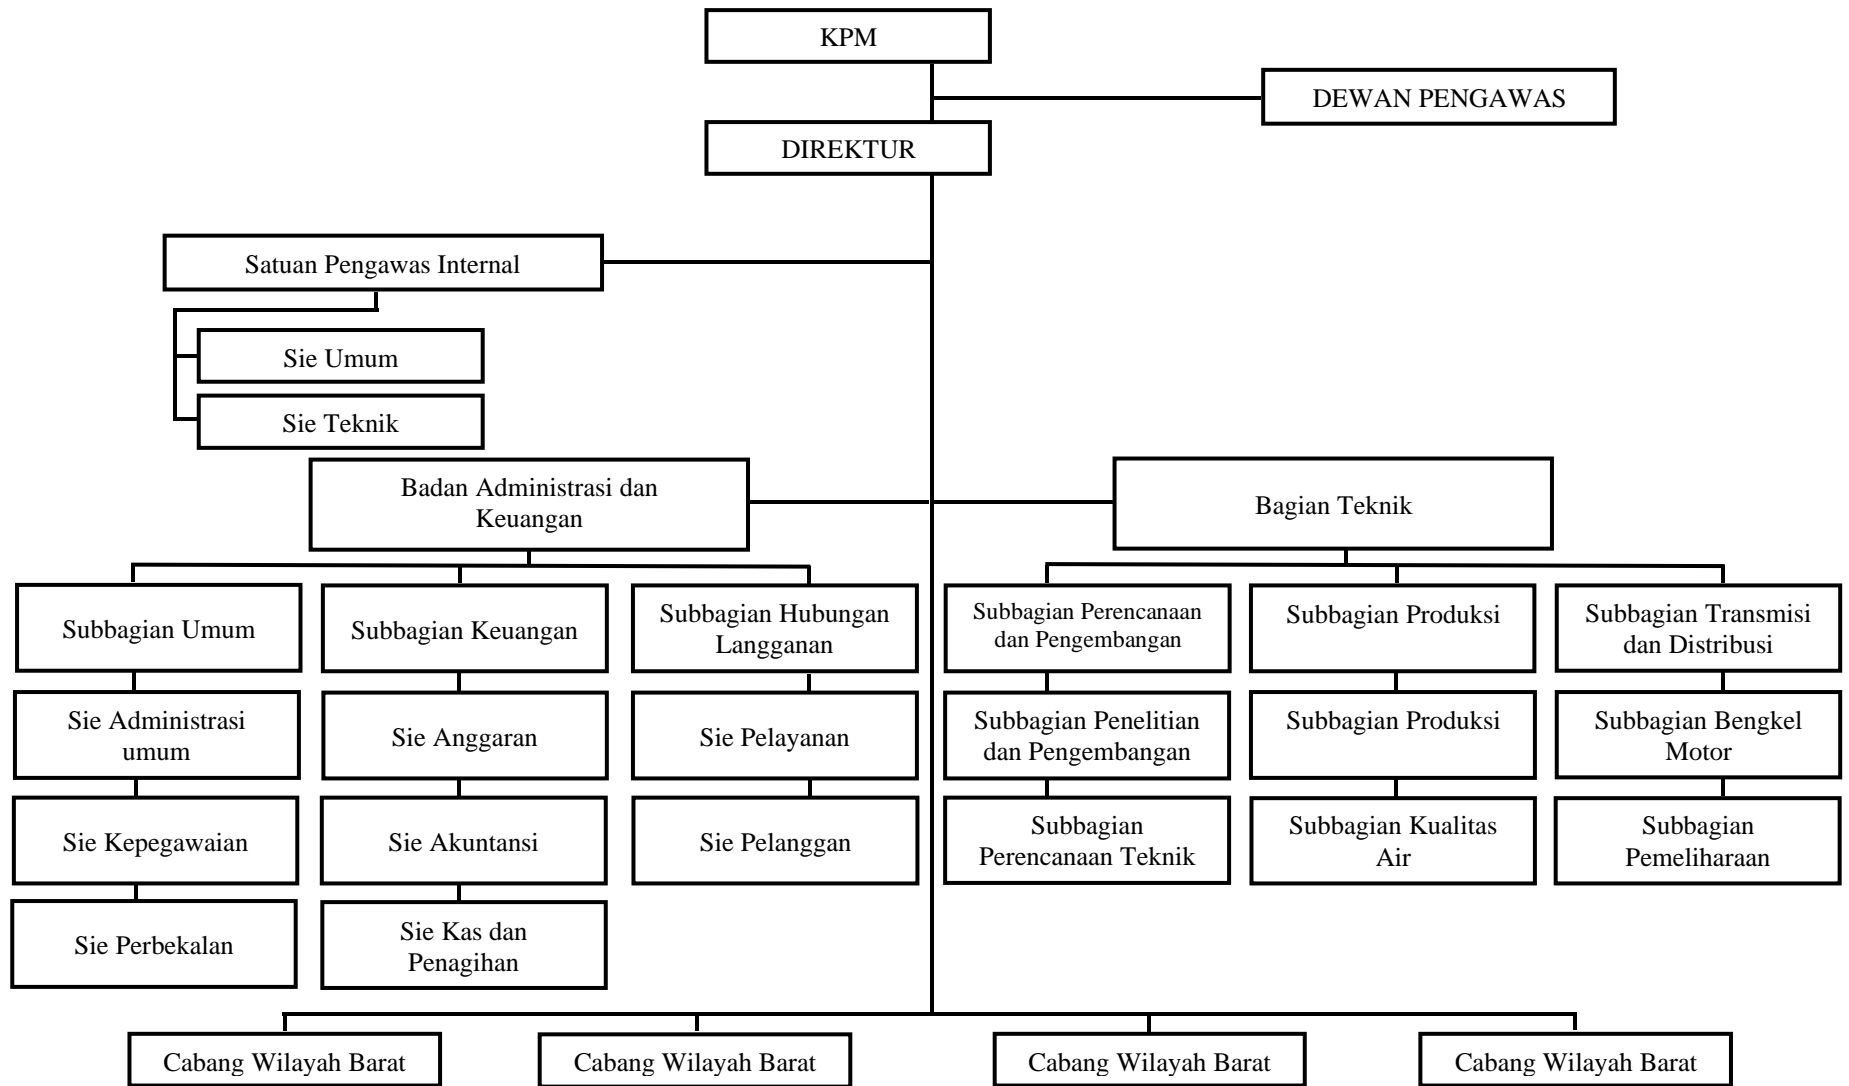 KPM
DEWAN PENGAWAS
DIREKTUR
Satuan Pengawas Internal
Sie Umum
Sie Teknik
Badan Administrasi dan
Keuangan
Bagian Teknik
Subbagian Umum
Subbagian Keuangan
Subbagian Hubungan
Langganan
Subbagian Perencanaan
dan Pengembangan
Subbagian Produksi
Subbagian Transmisi
dan Distribusi
Sie Administrasi
umum
Sie Anggaran
Sie Pelayanan
Subbagian Penelitian
dan Pengembangan
Subbagian Produksi
Subbagian Bengkel
Motor
Sie Kepegawaian
Sie Akuntansi
Sie Pelanggan
Subbagian
Perencanaan Teknik
Subbagian Kualitas
Air
Subbagian
Pemeliharaan
Sie Perbekalan
Sie Kas dan
Penagihan
Cabang Wilayah Barat
Cabang Wilayah Barat
Cabang Wilayah Barat
Cabang Wilayah Barat